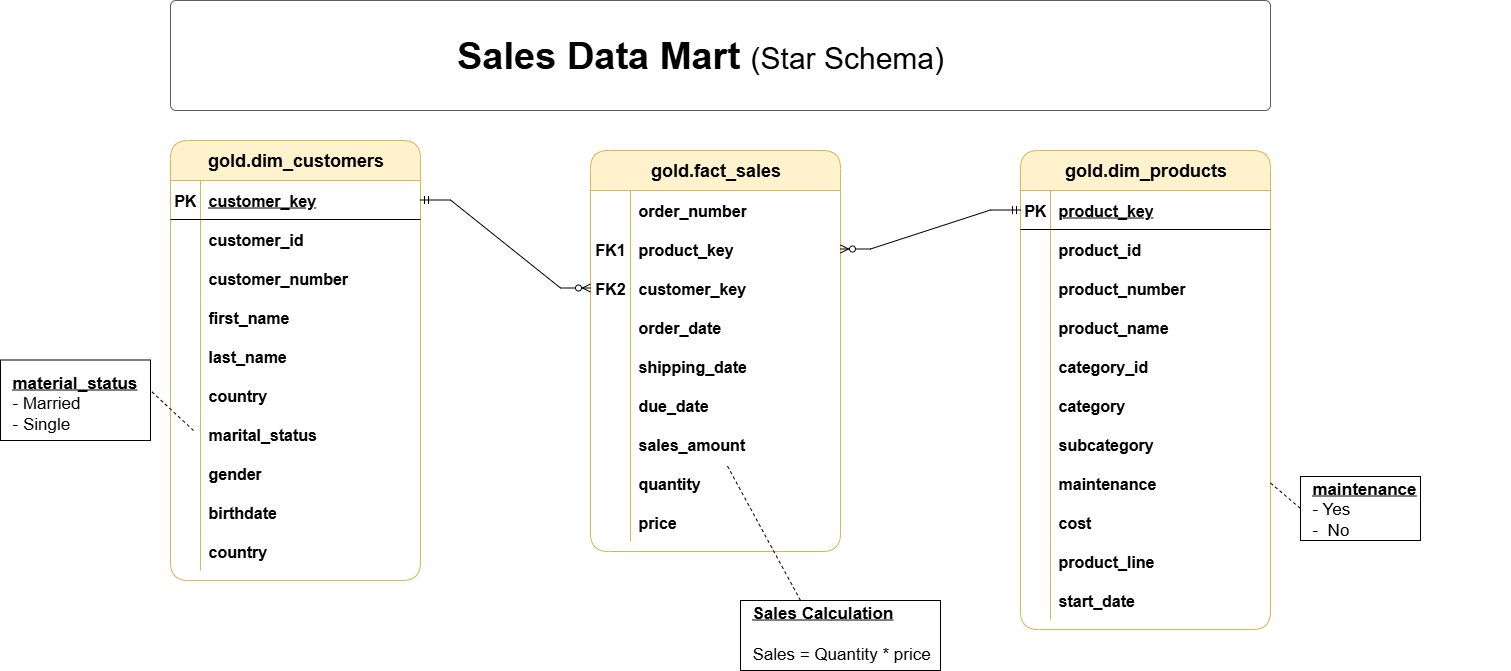 Sales Data Mart (Star Schema)
gold.dim_customers
PK customer_key
customer_id
customer_number
first_name
last_name
country
marital_status
gender
birthdate
country
material_status
- Married
- Single
gold.fact_sales
order_number
FK1 product_key
FK2 customer_key
order_date
shipping_date
due_date
sales_amount
quantity
price
Sales Calculation
Sales = Quantity * price
gold.dim_products
PK product_key
product_id
product_number
product_name
category_id
category
subcategory
maintenance
cost
product_line
start_date
maintenance
- Yes
- No